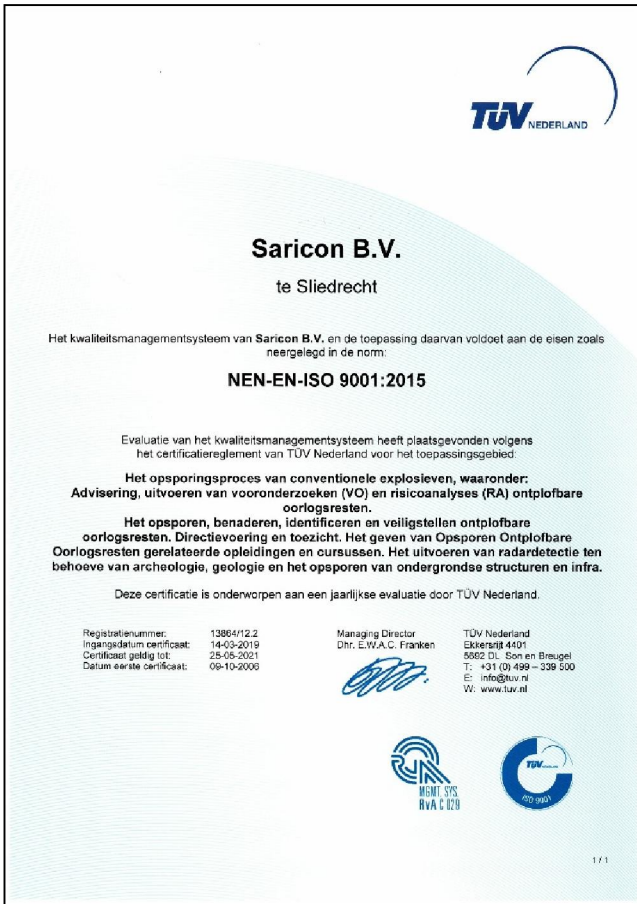 TÜV NEDERLAND
Saricon B.V.
te Sliedrecht
Het kwaliteitsmanagementsysteem van Saricon B.V. en de toepassing daarvan voldoet aan de eisen zoals
neergelegd in de norm:
NEN-EN-ISO 9001:2015
Evaluatie van het kwaliteitsmanagementsysteem heeft plaatsgevonden volgens
het certificatiereglement van TÜV Nederland voor het toepassingsgebied:
Het opsporingsproces van conventionele explosieven, waaronder:
Advisering, uitvoeren van vooronderzoeken (VO) en risicoanalyses (RA) ontplofbare
oorlogsresten.
Het opsporen, benaderen, identificeren en veiligstellen ontplofbare
oorlogsresten. Directievoering en toezicht. Het geven van Opsporen Ontplofbare
Oorlogsresten gerelateerde opleidingen en cursussen. Het uitvoeren van radardetectie ten
behoeve van archeologie, geologie en het opsporen van ondergrondse structuren en infra.
Deze certificatie is onderworpen aan een jaarlijkse evaluatie door TÜV Nederland.
Registratienummer: 13864/12.2
Ingangsdatum certificaat: 14-03-2019
Certificaat geldig tot: 25-05-2021
Datum eerste certificaat: 09-10-2006
Managing Director
Dhr. E.W.A.C. Franken
TÜV Nederland
Ekkersrijt 4401
5692 DL Son en Breugel
T: +31 (0) 499 – 339 500
E: info@tuv.nl
W: www.tuv.nl
RvA
MGMT. SYS.
RvA C 029
TÜV NEDERLAND
ISO 9001
1 / 1